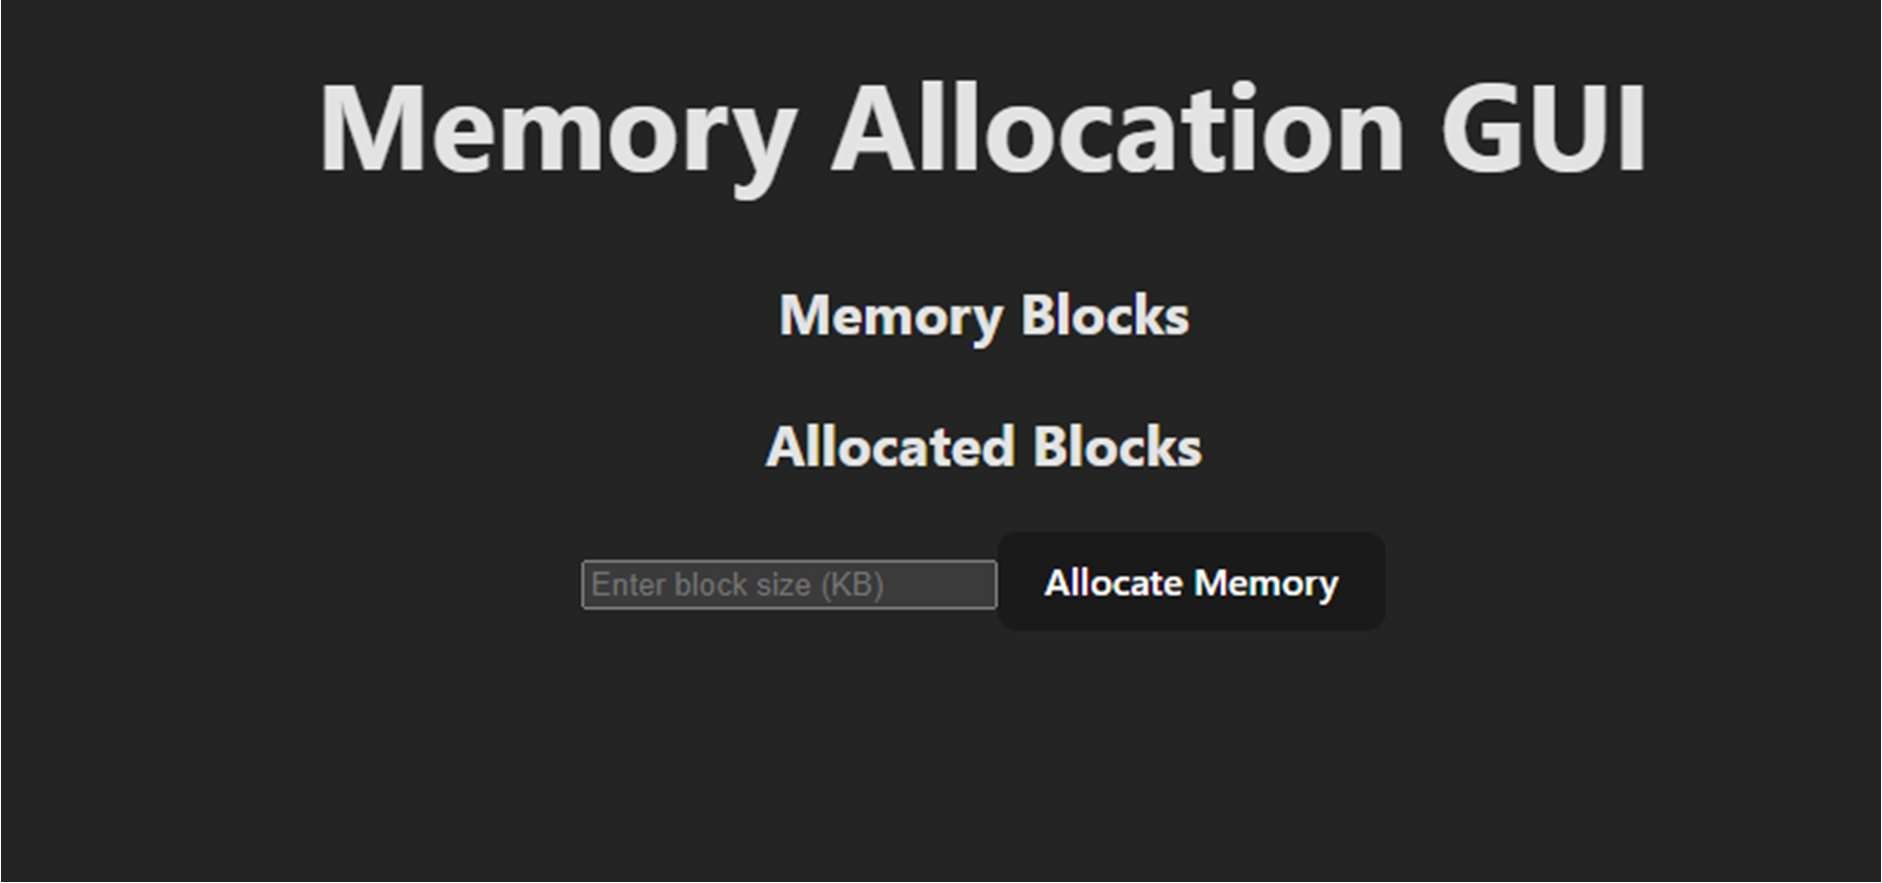 Memory Allocation GUI
Memory Blocks
Allocated Blocks
Enter block size (KB)
Allocate Memory